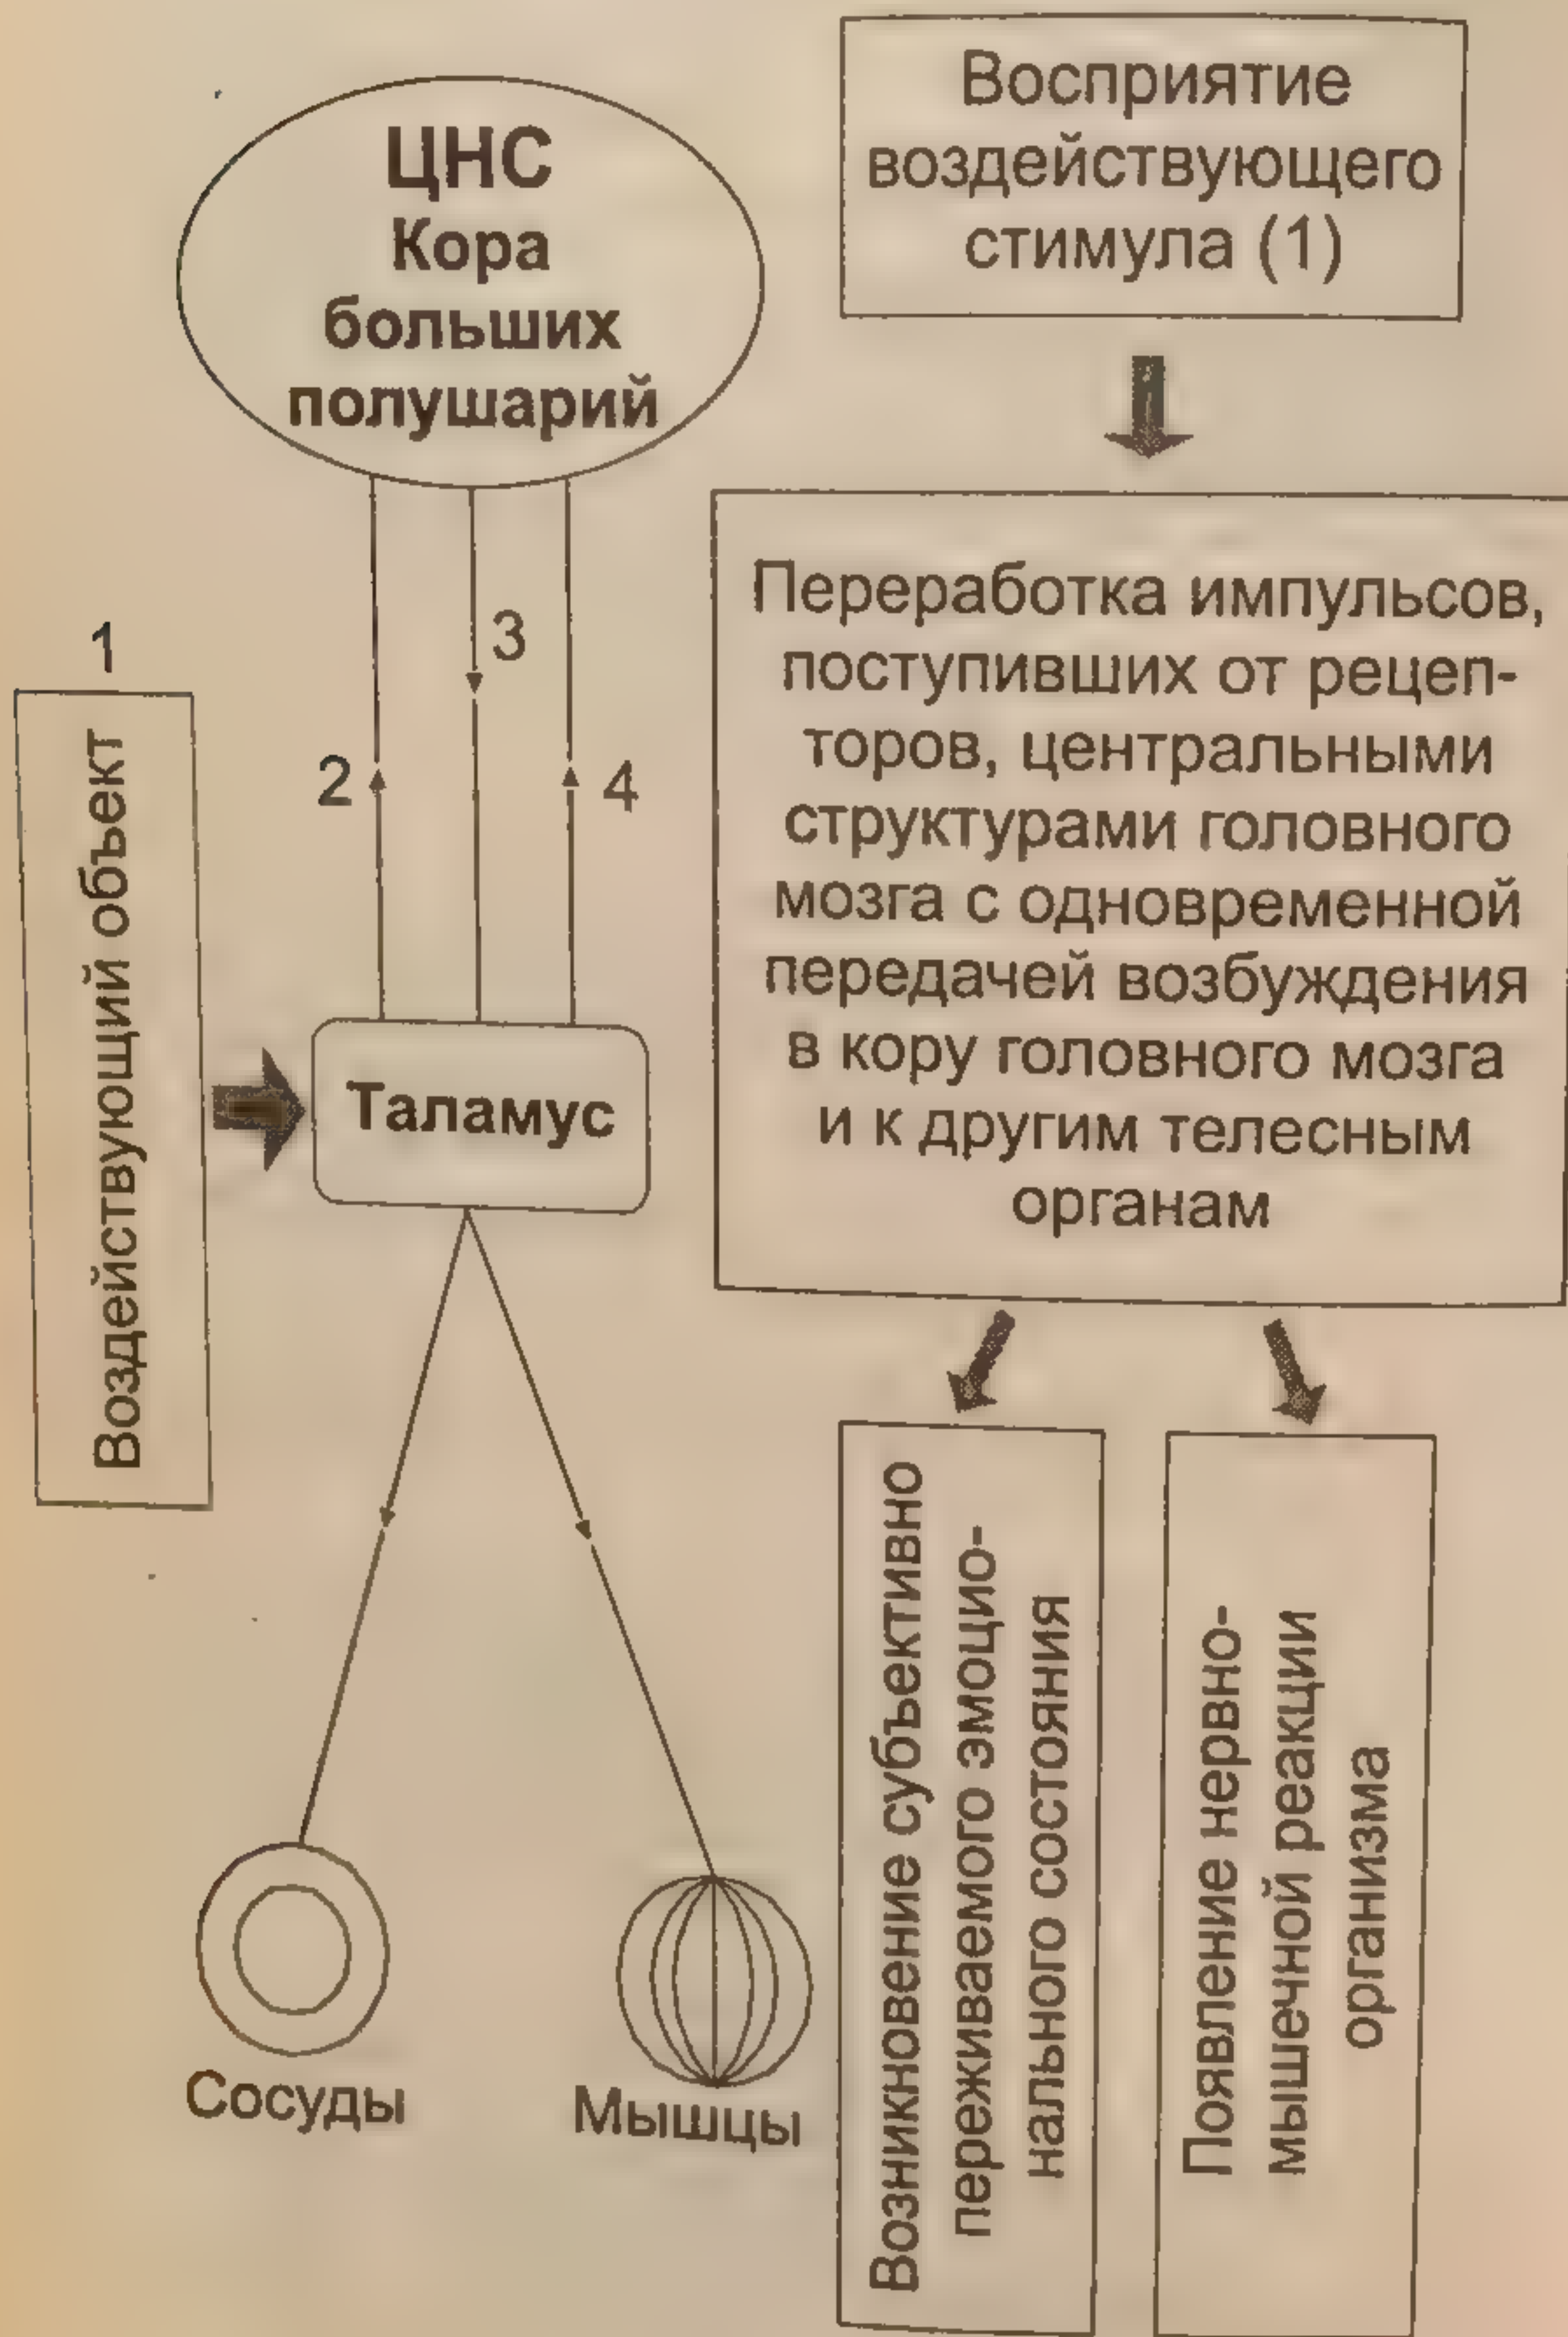 ЦНС
Кора
больших
полушарий
1
Воздействующий объект
2
3
4
Таламус
Сосуды
Мышцы
Восприятие
воздействующего
стимула (1)
Переработка импульсов,
поступивших от рецеп-
торов, центральными
структурами головного
мозга с одновременной
передачей возбуждения
в кору головного мозга
и к другим телесным
органам
Возникновение субъективно
переживаемого эмоцио-
нального состояния
Появление нервно-
мышечной реакции
организма